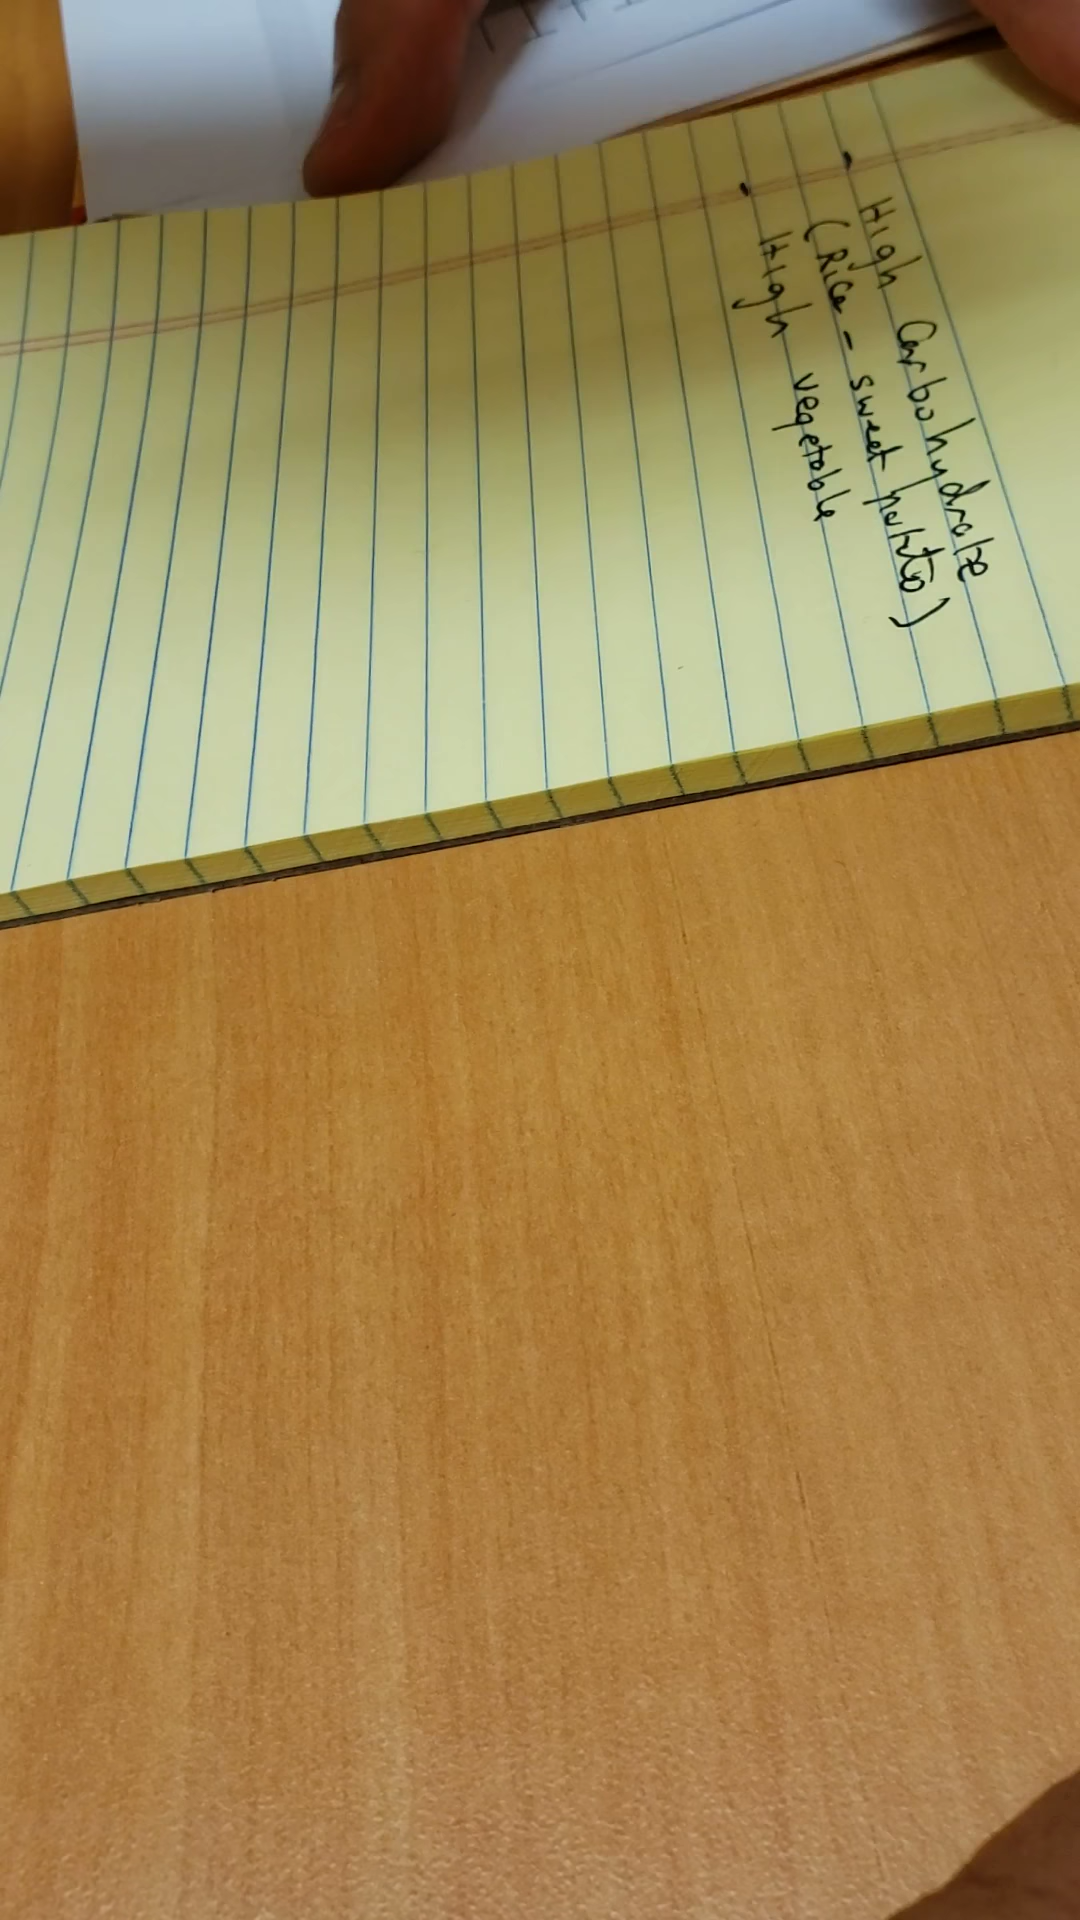 • High Carbohydrate
(Rice - sweet potato)
• High vegetable